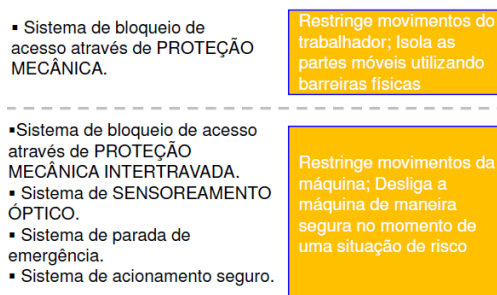 ▪ Sistema de bloqueio de
acesso através de PROTEÇÃO
MECÂNICA.
Restringe movimentos do
trabalhador; Isola as
partes móveis utilizando
barreiras físicas
▪Sistema de bloqueio de acesso
através de PROTEÇÃO
MECÂNICA INTERTRAVADA.
▪ Sistema de SENSOREAMENTO
ÓPTICO.
▪ Sistema de parada de
emergência.
▪ Sistema de acionamento seguro.
Restringe movimentos da
máquina; Desliga a
máquina de maneira
segura no momento de
uma situação de risco